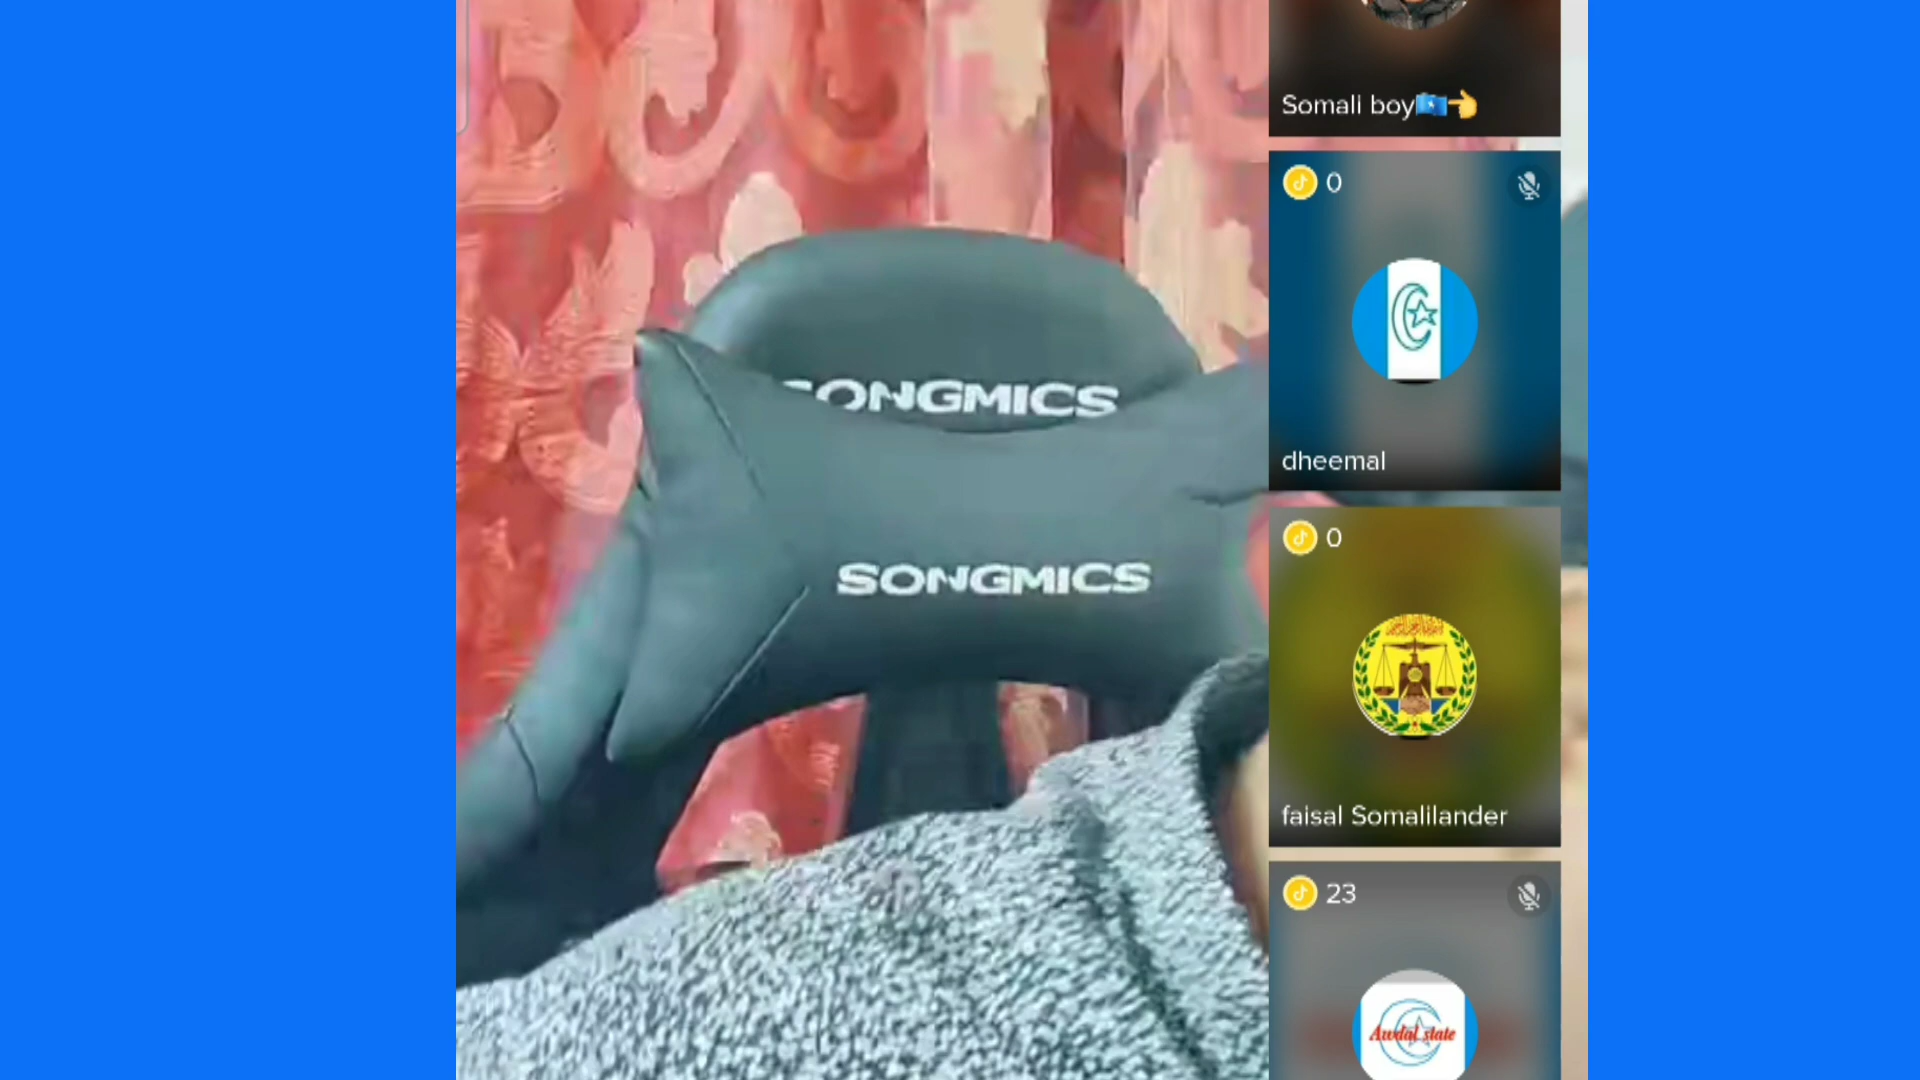 Somali boy🇸🇴👈
0
SONGMICS
dheemal
0
SONGMICS
faisal Somalilander
23
Awdal state